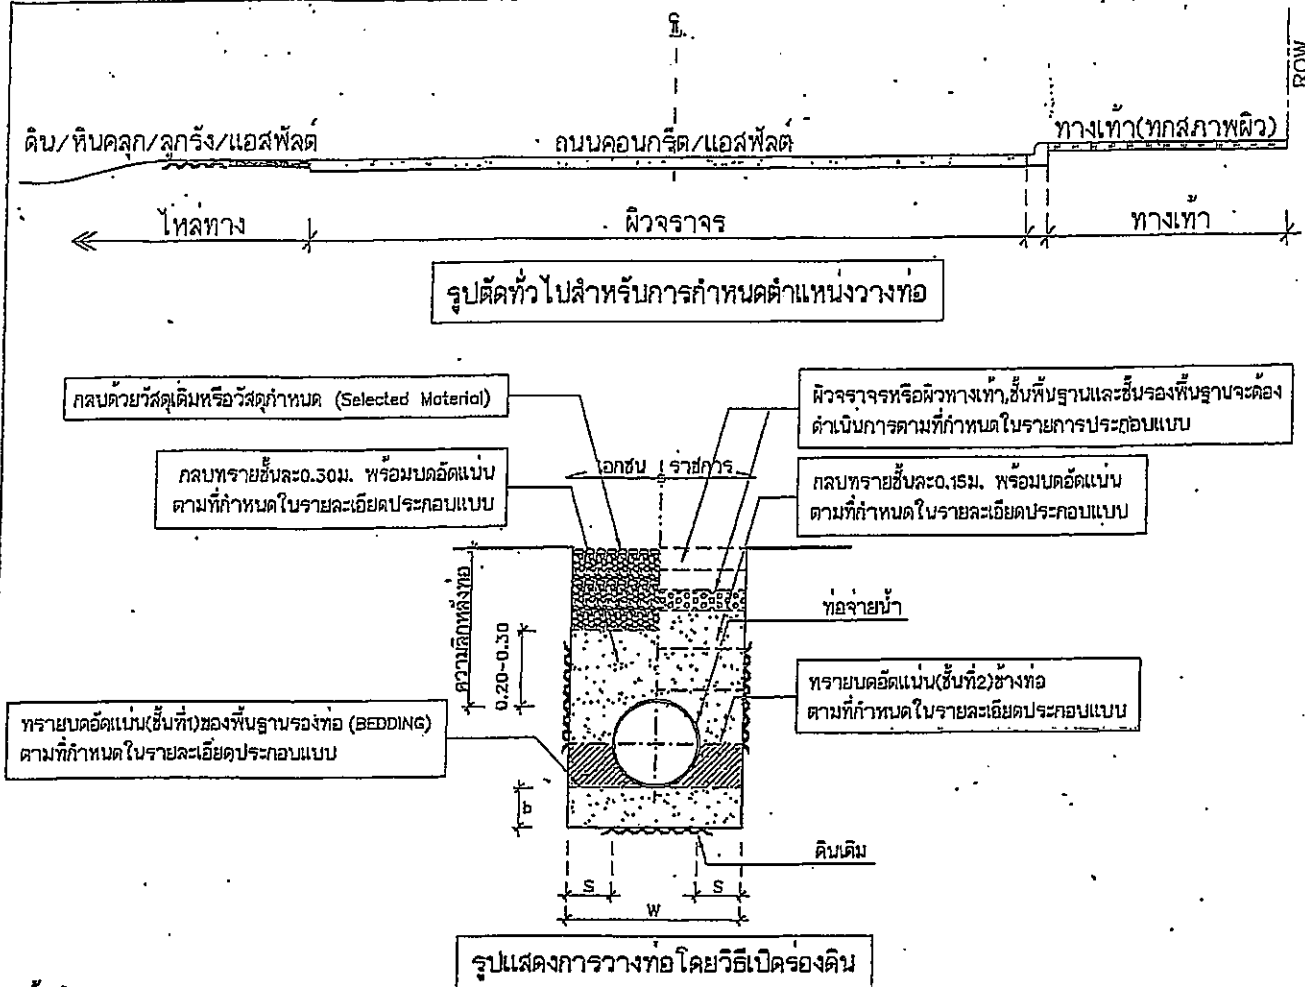 ℄
ROW
ดิน/หินคลุก/ลูกรัง/แอสฟัลต์
ถนนคอนกรีต/แอสฟัลต์
ทางเท้า(ทุกสภาพผิว)
ไหล่ทาง
ผิวจราจร
ทางเท้า
รูปตัดทั่วไปสำหรับการกำหนดตำแหน่งวางท่อ
กลบด้วยวัสดุเดิมหรือวัสดุกำหนด (Selected Material)
ผิวจราจรหรือผิวทางเท้า,ชั้นพื้นฐานและชั้นรองพื้นฐานจะต้อง
ดำเนินการตามที่กำหนดในรายการประกอบแบบ
กลบทรายชั้นละ0.30ม. พร้อมบดอัดแน่น
ตามที่กำหนดในรายละเอียดประกอบแบบ
เอกชน
ราชการ
กลบทรายชั้นละ0.15ม. พร้อมบดอัดแน่น
ตามที่กำหนดในรายละเอียดประกอบแบบ
ความลึกหลังท่อ
0.20-0.30
ท่อจ่ายน้ำ
ทรายบดอัดแน่น(ชั้นที่2)ข้างท่อ
ตามที่กำหนดในรายละเอียดประกอบแบบ
ทรายบดอัดแน่น(ชั้นที่1)ของพื้นฐานรองท่อ (BEDDING)
ตามที่กำหนดในรายละเอียดประกอบแบบ
ดินเดิม
S
S
W
รูปแสดงการวางท่อโดยวิธีเปิดร่องดิน